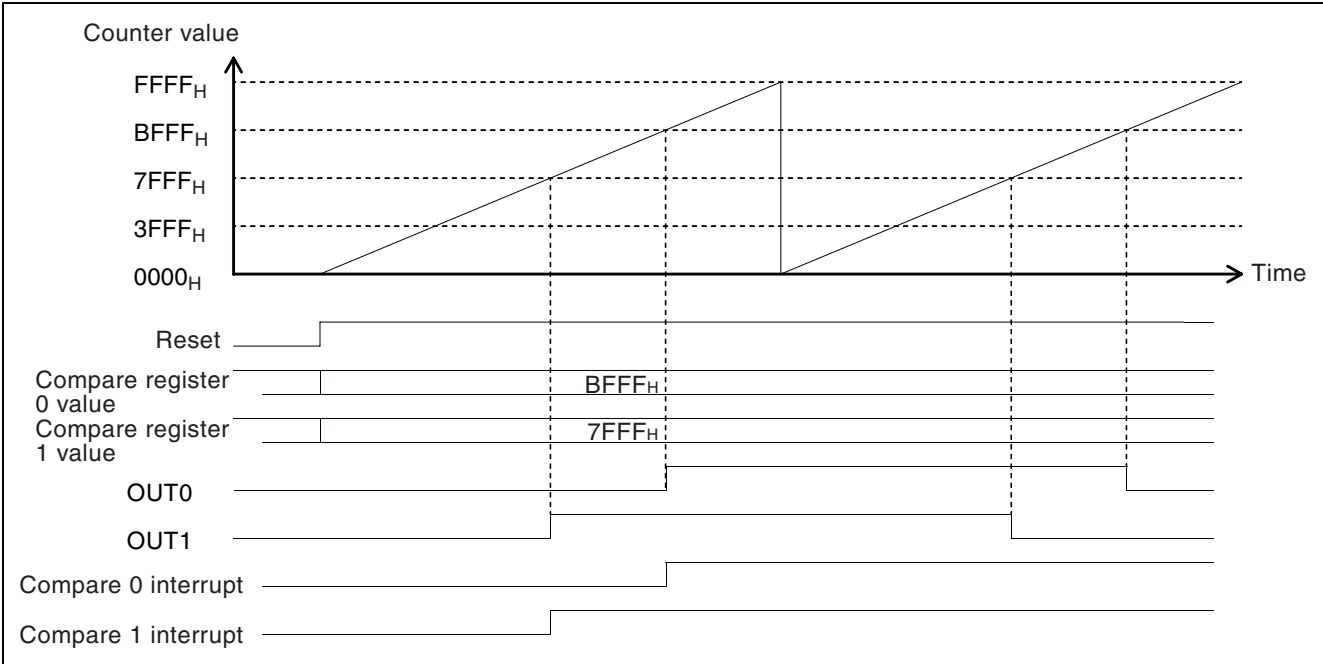 Counter value
FFFFH
BFFFH
7FFFH
3FFFH
0000H
Time
Reset
Compare register
0 value
BFFFH
Compare register
1 value
7FFFH
OUT0
OUT1
Compare 0 interrupt
Compare 1 interrupt